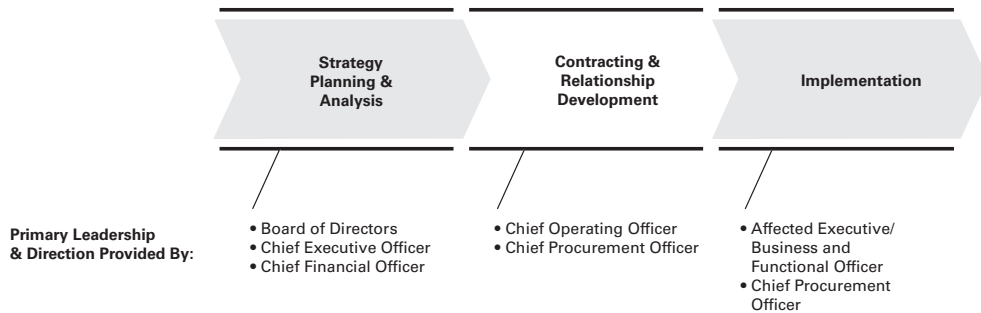 Strategy
Planning &
Analysis
Contracting &
Relationship
Development
Implementation
Primary Leadership
& Direction Provided By:
• Board of Directors
• Chief Executive Officer
• Chief Financial Officer
• Chief Operating Officer
• Chief Procurement Officer
• Affected Executive/
Business and
Functional Officer
• Chief Procurement
Officer